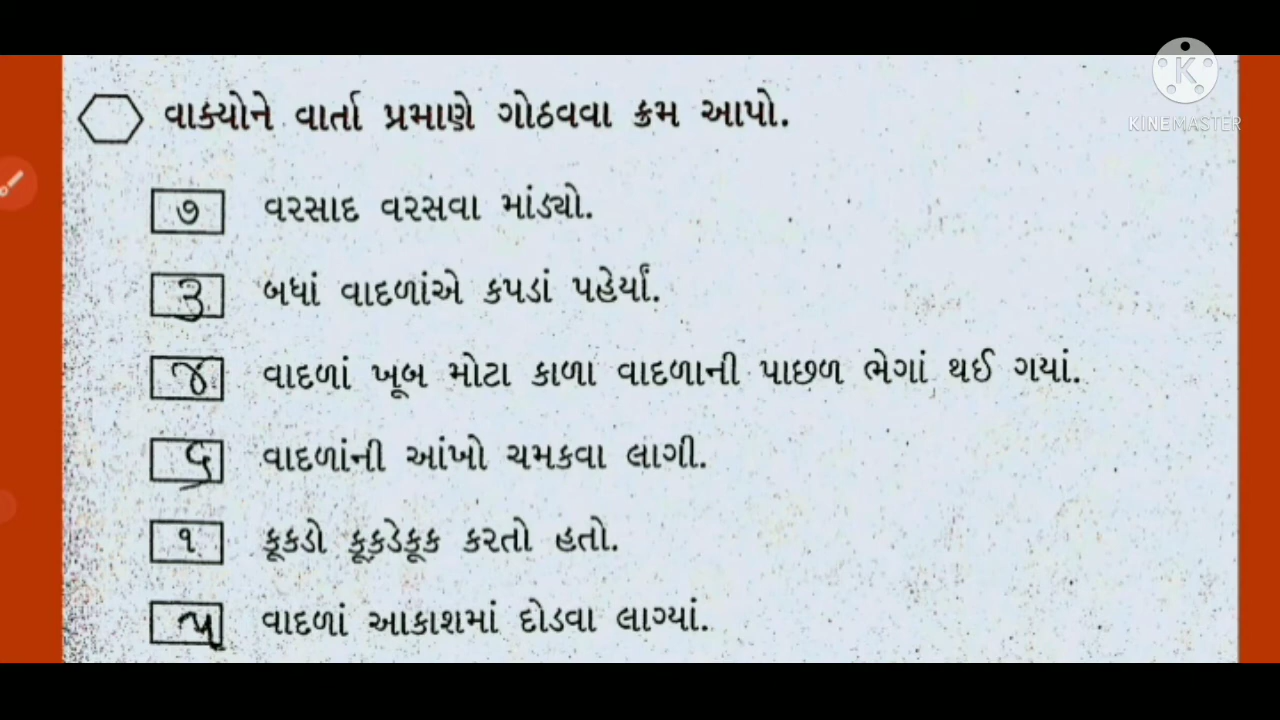 વાક્યોને વાર્તા પ્રમાણે ગોઠવવા ક્રમ આપો.
K
KINEMASTER
૭ વરસાદ વરસવા માંડ્યો.
૩ બધાં વાદળાંએ કપડાં પહેર્યાં.
૪ વાદળાં ખૂબ મોટા કાળા વાદળાની પાછળ ભેગાં થઈ ગયાં.
૬ વાદળાંની આંખો ચમકવા લાગી.
૧ કૂકડો કૂકડેકૂક કરતો હતો.
૫ વાદળાં આકાશમાં દોડવા લાગ્યાં.